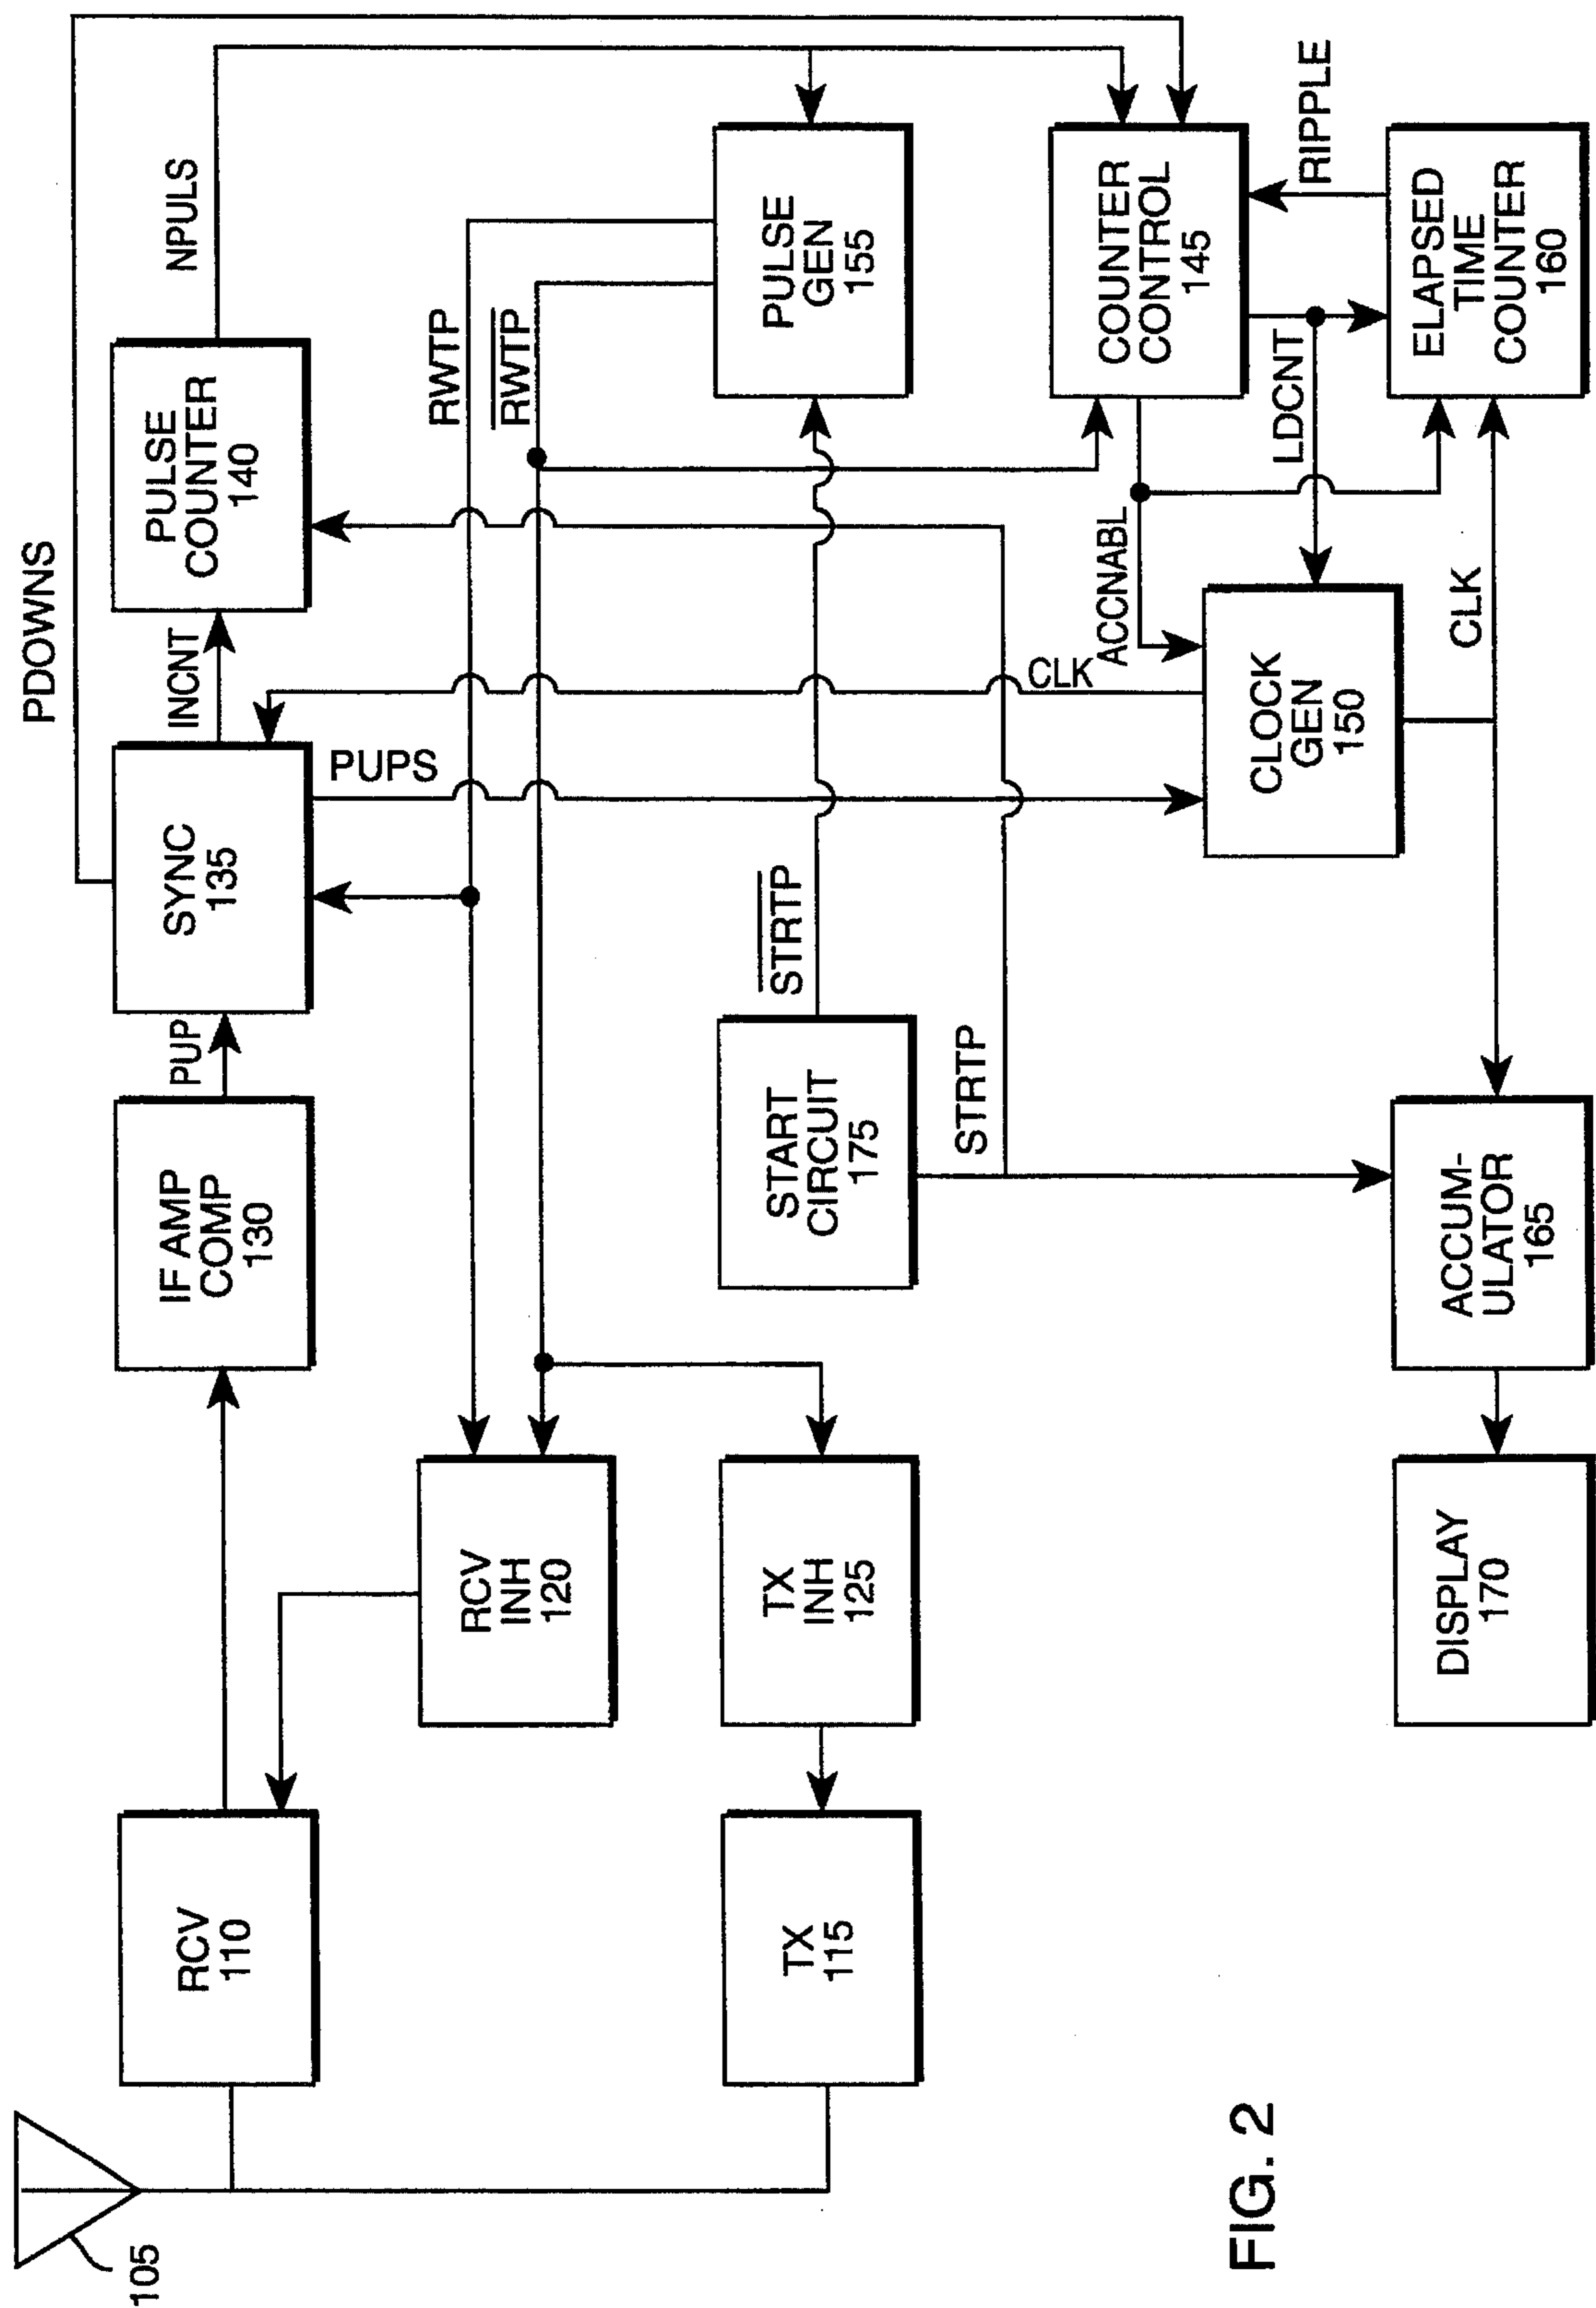 105
RCV
110
IF AMP
COMP
130
PUP
SYNC
135
PDOWNS
INCNT
PULSE
COUNTER
140
NPULS
PUPS
RWTP
RWTP
RCV
INH
120
TX
115
TX
INH
125
START
CIRCUIT
175
STRTP
STRTP
PULSE
GEN
155
CLK
ACCNABL
COUNTER
CONTROL
145
CLOCK
GEN
150
LDCNT
RIPPLE
CLK
ELAPSED
TIME
COUNTER
160
ACCUM-
ULATOR
165
DISPLAY
170
FIG. 2